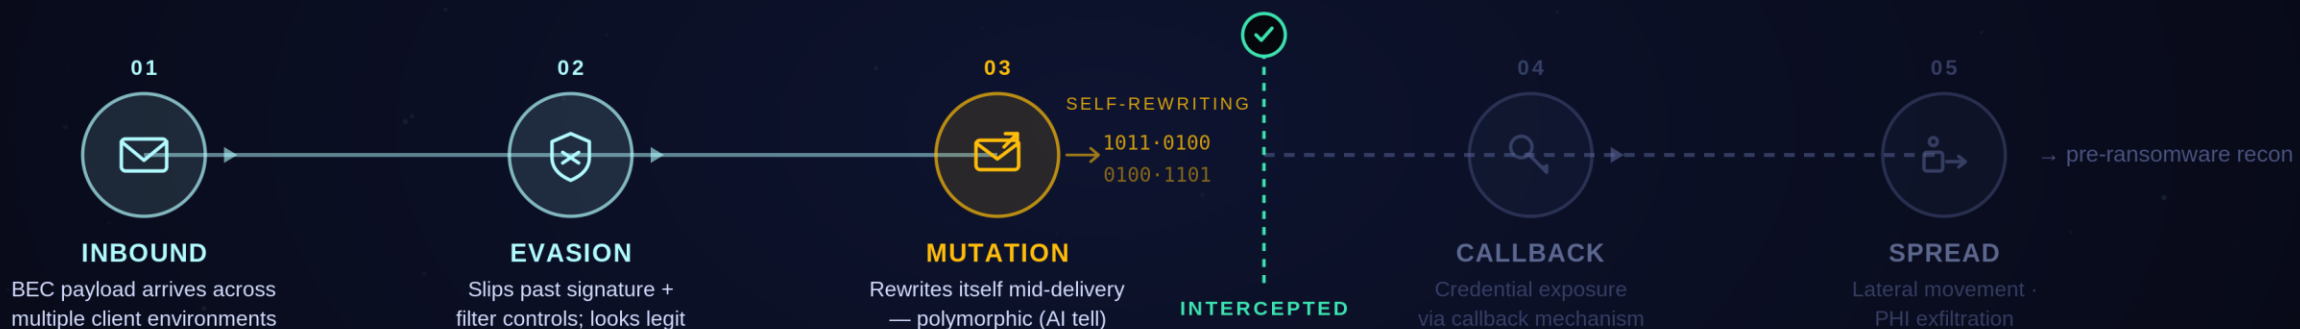 01
02
03
04
05
SELF-REWRITING
1011·0100
0100·1101
→ pre-ransomware recon
INBOUND
BEC payload arrives across
multiple client environments
EVASION
Slips past signature +
filter controls; looks legit
MUTATION
Rewrites itself mid-delivery
— polymorphic (AI tell)
INTERCEPTED
CALLBACK
Credential exposure
via callback mechanism
SPREAD
Lateral movement ·
PHI exfiltration